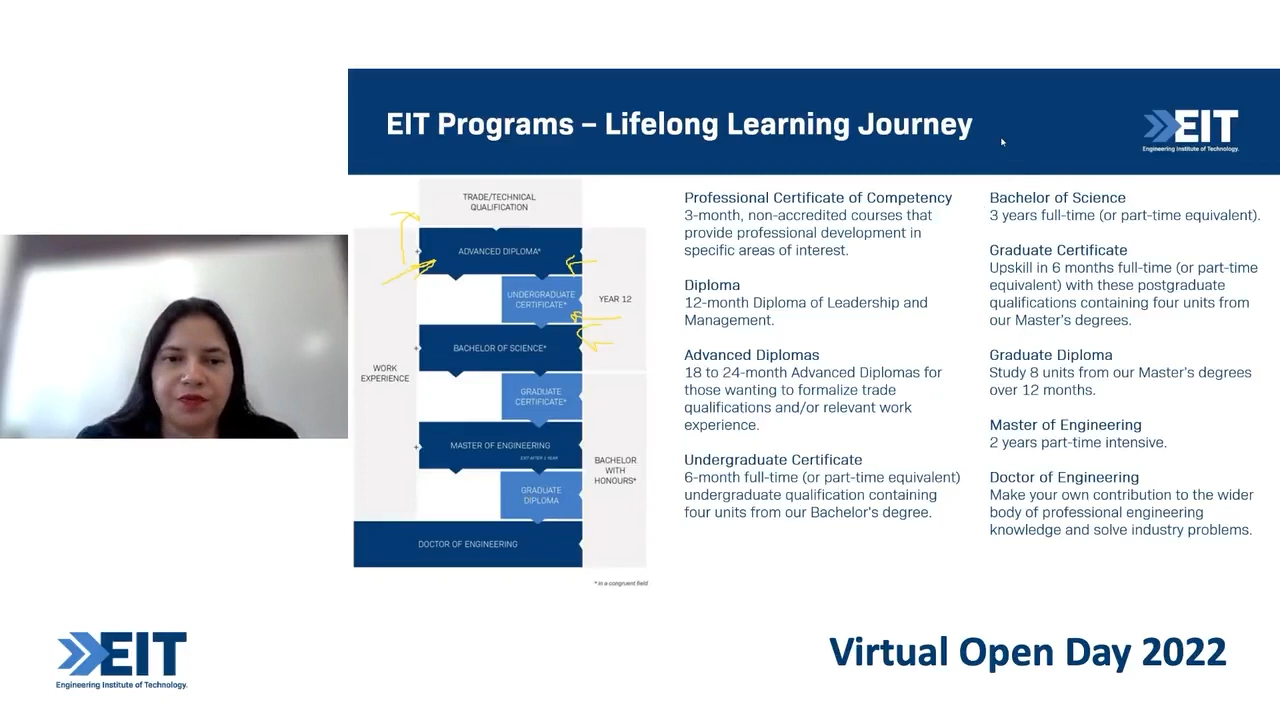 EIT Programs – Lifelong Learning Journey
EIT
Engineering Institute of Technology.
TRADE/TECHNICAL
QUALIFICATION
ADVANCED DIPLOMA*
UNDERGRADUATE
CERTIFICATE*
YEAR 12
BACHELOR OF SCIENCE*
WORK
EXPERIENCE
GRADUATE
CERTIFICATE*
MASTER OF ENGINEERING
EXIT AFTER 1 YEAR
BACHELOR
WITH
HONOURS*
GRADUATE
DIPLOMA
DOCTOR OF ENGINEERING
* In a congruent field
Professional Certificate of Competency
3-month, non-accredited courses that
provide professional development in
specific areas of interest.
Diploma
12-month Diploma of Leadership and
Management.
Advanced Diplomas
18 to 24-month Advanced Diplomas for
those wanting to formalize trade
qualifications and/or relevant work
experience.
Undergraduate Certificate
6-month full-time (or part-time equivalent)
undergraduate qualification containing
four units from our Bachelor's degree.
Bachelor of Science
3 years full-time (or part-time equivalent).
Graduate Certificate
Upskill in 6 months full-time (or part-time
equivalent) with these postgraduate
qualifications containing four units from
our Master's degrees.
Graduate Diploma
Study 8 units from our Master's degrees
over 12 months.
Master of Engineering
2 years part-time intensive.
Doctor of Engineering
Make your own contribution to the wider
body of professional engineering
knowledge and solve industry problems.
EIT
Engineering Institute of Technology.
Virtual Open Day 2022